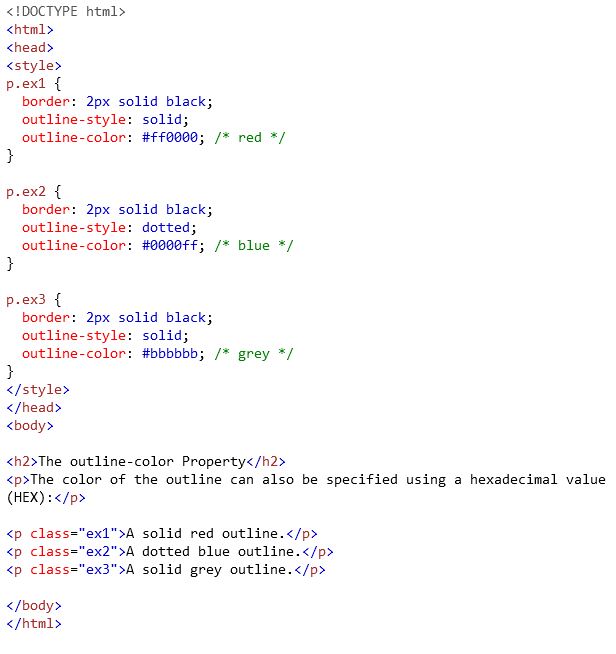 <!DOCTYPE html>
<html>
<head>
<style>
p.ex1 {
  border: 2px solid black;
  outline-style: solid;
  outline-color: #ff0000; /* red */
}

p.ex2 {
  border: 2px solid black;
  outline-style: dotted;
  outline-color: #0000ff; /* blue */
}

p.ex3 {
  border: 2px solid black;
  outline-style: solid;
  outline-color: #bbbbbb; /* grey */
}
</style>
</head>
<body>

<h2>The outline-color Property</h2>
<p>The color of the outline can also be specified using a hexadecimal value
(HEX):</p>

<p class="ex1">A solid red outline.</p>
<p class="ex2">A dotted blue outline.</p>
<p class="ex3">A solid grey outline.</p>

</body>
</html>